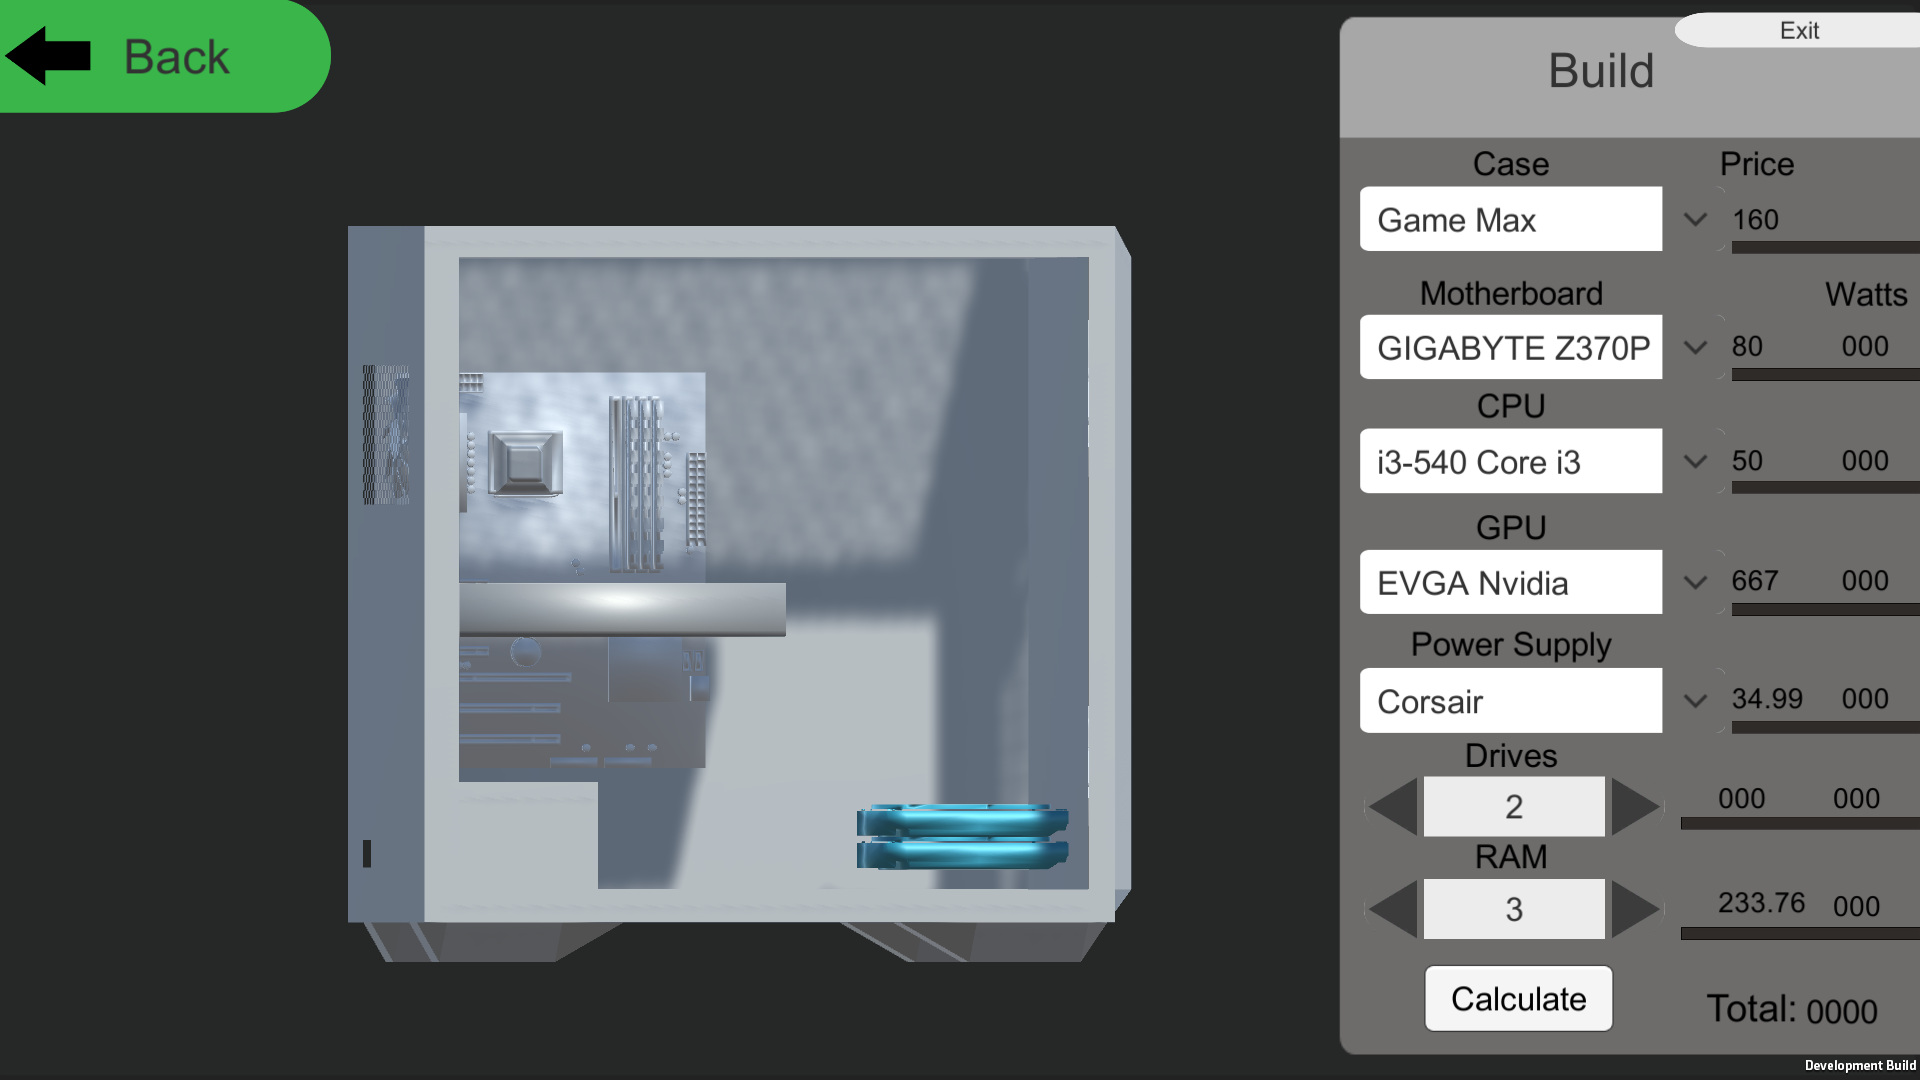 Back
Exit
Build
Case Price
Game Max 160
Motherboard Watts
GIGABYTE Z370P 80 000
CPU
i3-540 Core i3 50 000
GPU
EVGA Nvidia 667 000
Power Supply
Corsair 34.99 000
Drives
2 000 000
RAM
3 233.76 000
Calculate Total: 0000
Development Build